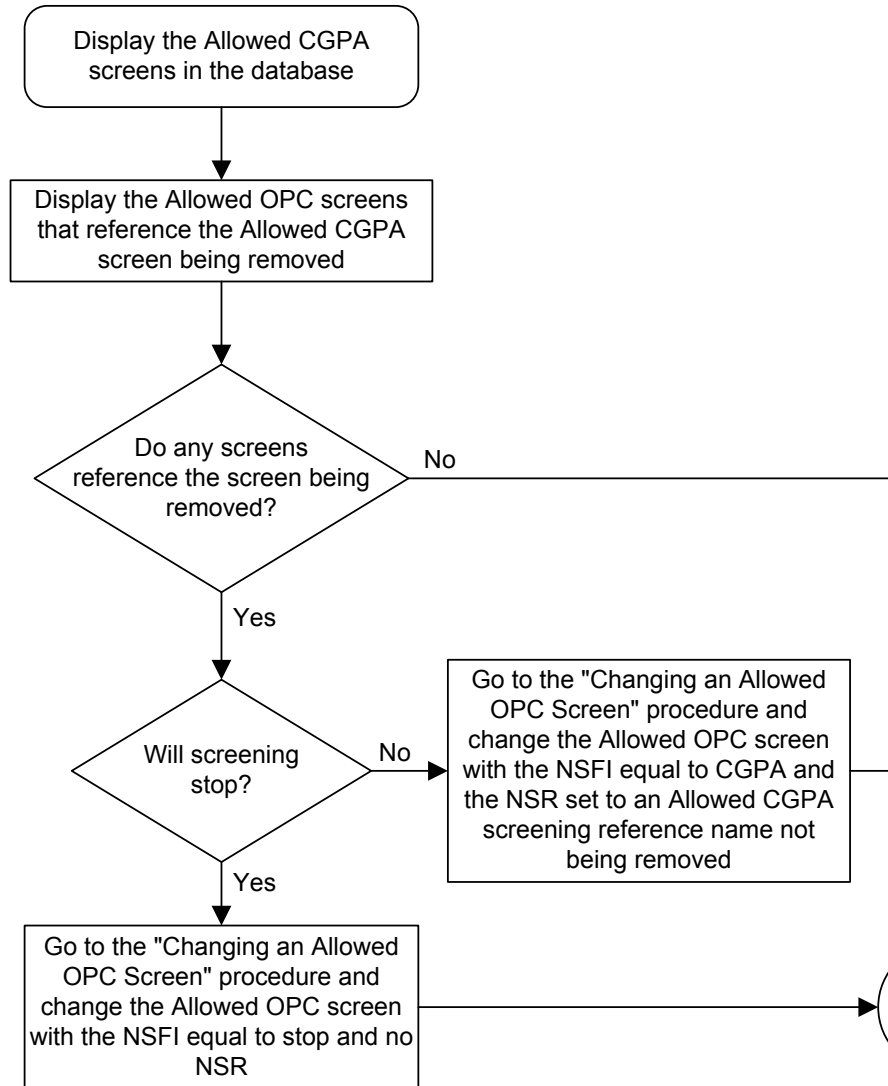 Display the Allowed CGPA
screens in the database
Display the Allowed OPC screens
that reference the Allowed CGPA
screen being removed
Do any screens
reference the screen being
removed?
No
Yes
Will screening
stop?
No
Go to the "Changing an Allowed
OPC Screen" procedure and
change the Allowed OPC screen
with the NSFI equal to CGPA and
the NSR set to an Allowed CGPA
screening reference name not
being removed
Yes
Go to the "Changing an Allowed
OPC Screen" procedure and
change the Allowed OPC screen
with the NSFI equal to stop and no
NSR